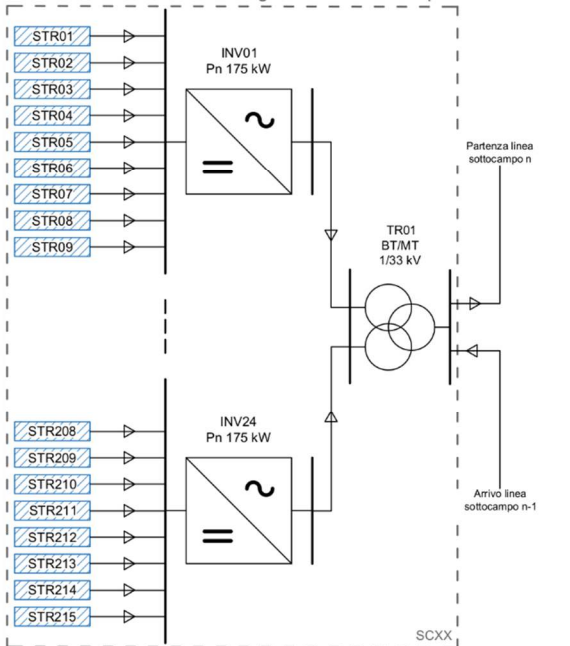 STR01
STR02
STR03
STR04
STR05
STR06
STR07
STR08
STR09
INV01
Pn 175 kW
Partenza linea
sottocampo n
TR01
BT/MT
1/33 kV
STR208
STR209
STR210
STR211
STR212
STR213
STR214
STR215
INV24
Pn 175 kW
Arrivo linea
sottocampo n-1
SCXX